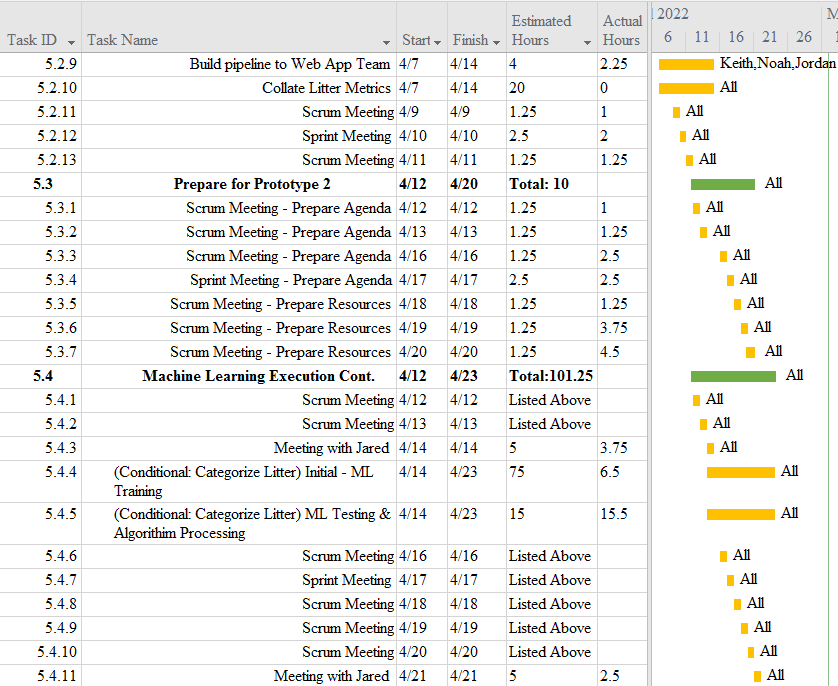 Task ID Task Name Start Finish Estimated Hours Actual Hours 2022 M
6 11 16 21 26 1
5.2.9 Build pipeline to Web App Team 4/7 4/14 4 2.25 Keith,Noah,Jordan
5.2.10 Collate Litter Metrics 4/7 4/14 20 0 All
5.2.11 Scrum Meeting 4/9 4/9 1.25 1 All
5.2.12 Sprint Meeting 4/10 4/10 2.5 2 All
5.2.13 Scrum Meeting 4/11 4/11 1.25 1.25 All
5.3 Prepare for Prototype 2 4/12 4/20 Total: 10 All
5.3.1 Scrum Meeting - Prepare Agenda 4/12 4/12 1.25 1 All
5.3.2 Scrum Meeting - Prepare Agenda 4/13 4/13 1.25 1.25 All
5.3.3 Scrum Meeting - Prepare Agenda 4/16 4/16 1.25 2.5 All
5.3.4 Sprint Meeting - Prepare Agenda 4/17 4/17 2.5 2.5 All
5.3.5 Scrum Meeting - Prepare Resources 4/18 4/18 1.25 1.25 All
5.3.6 Scrum Meeting - Prepare Resources 4/19 4/19 1.25 3.75 All
5.3.7 Scrum Meeting - Prepare Resources 4/20 4/20 1.25 4.5 All
5.4 Machine Learning Execution Cont. 4/12 4/23 Total:101.25 All
5.4.1 Scrum Meeting 4/12 4/12 Listed Above All
5.4.2 Scrum Meeting 4/13 4/13 Listed Above All
5.4.3 Meeting with Jared 4/14 4/14 5 3.75 All
5.4.4 (Conditional: Categorize Litter) Initial - ML 4/14 4/23 75 6.5 All
Training
5.4.5 (Conditional: Categorize Litter) ML Testing & 4/14 4/23 15 15.5 All
Algorithim Processing
5.4.6 Scrum Meeting 4/16 4/16 Listed Above All
5.4.7 Sprint Meeting 4/17 4/17 Listed Above All
5.4.8 Scrum Meeting 4/18 4/18 Listed Above All
5.4.9 Scrum Meeting 4/19 4/19 Listed Above All
5.4.10 Scrum Meeting 4/20 4/20 Listed Above All
5.4.11 Meeting with Jared 4/21 4/21 5 2.5 All